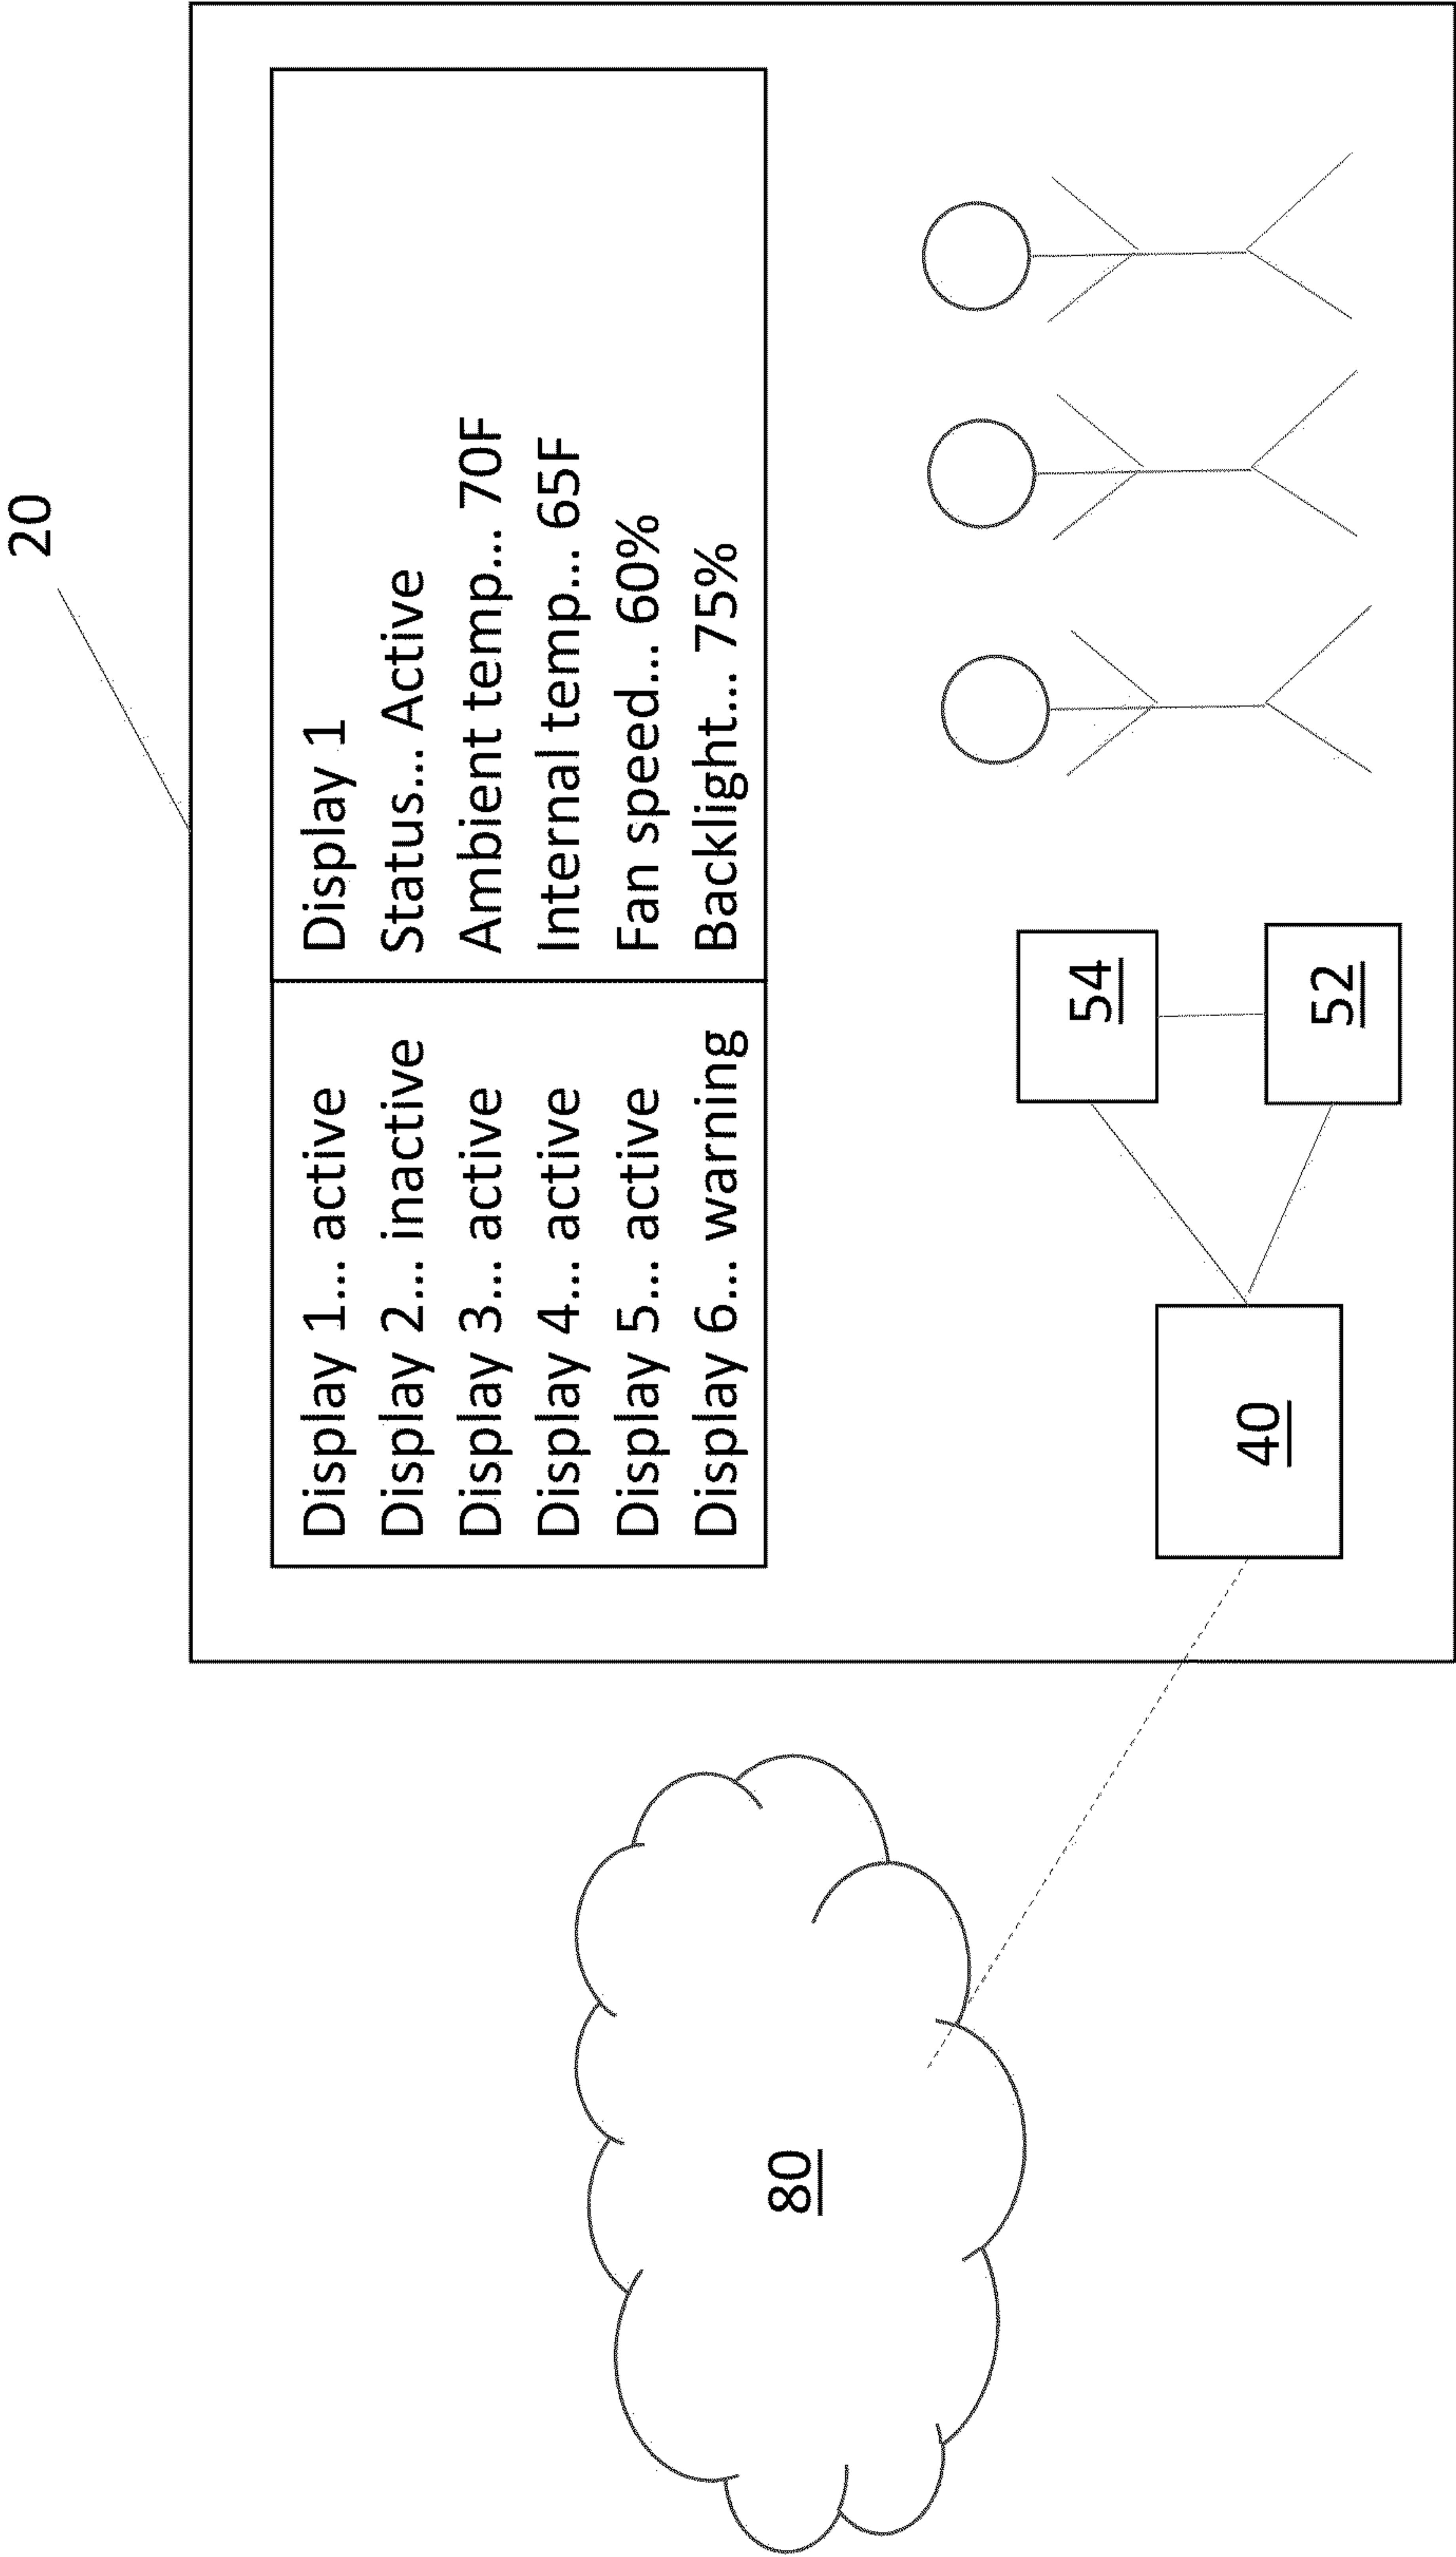 20
Display 1... active
Display 2... inactive
Display 3... active
Display 4... active
Display 5... active
Display 6... warning
Display 1
Status... Active
Ambient temp... 70F
Internal temp... 65F
Fan speed... 60%
Backlight... 75%
80
40
54
52